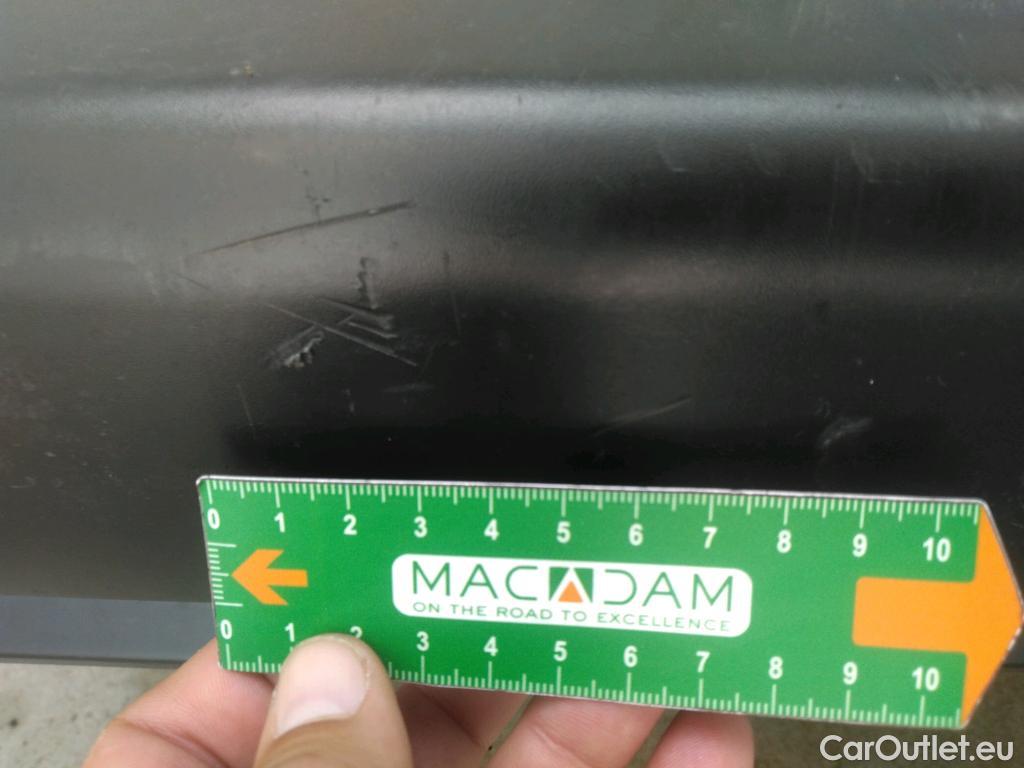 0 1 2 3 4 5 6 7 8 9 10
MACADAM
ON THE ROAD TO EXCELLENCE
0 1 2 3 4 5 6 7 8 9 10
CarOutlet.eu